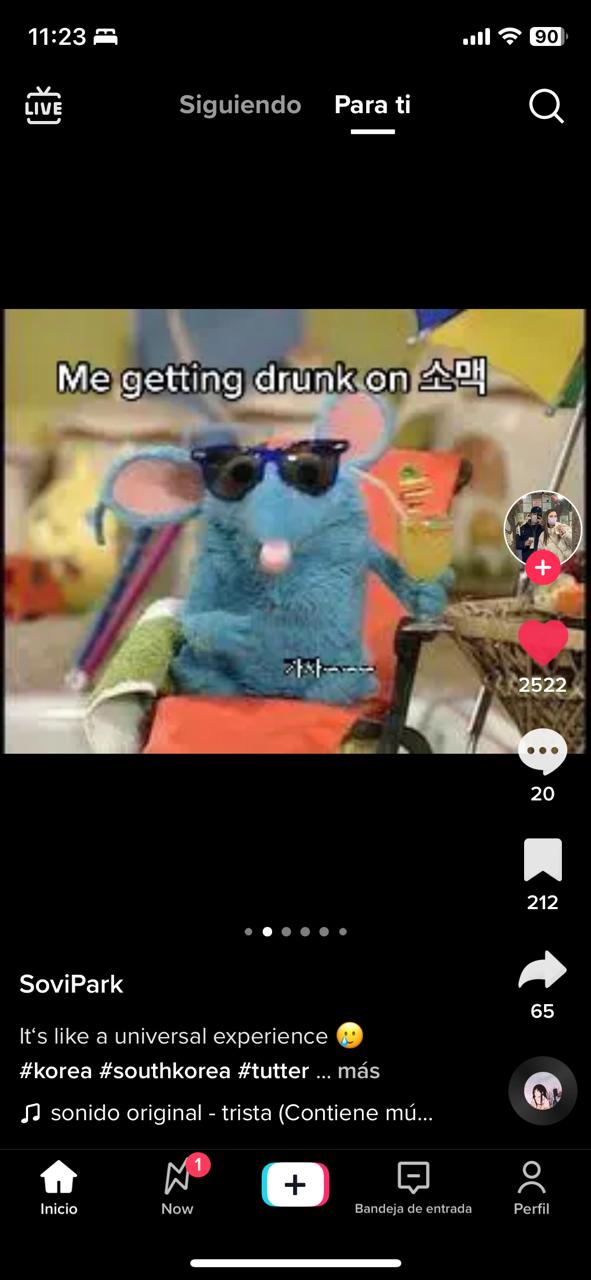 11:23
90
LIVE
Siguiendo
Para ti
Me getting drunk on 소맥
2522
20
212
65
SoviPark
It‘s like a universal experience 🥲
#korea #southkorea #tutter ... más
sonido original - trista (Contiene mú...
1
Inicio
Now
Bandeja de entrada
Perfil